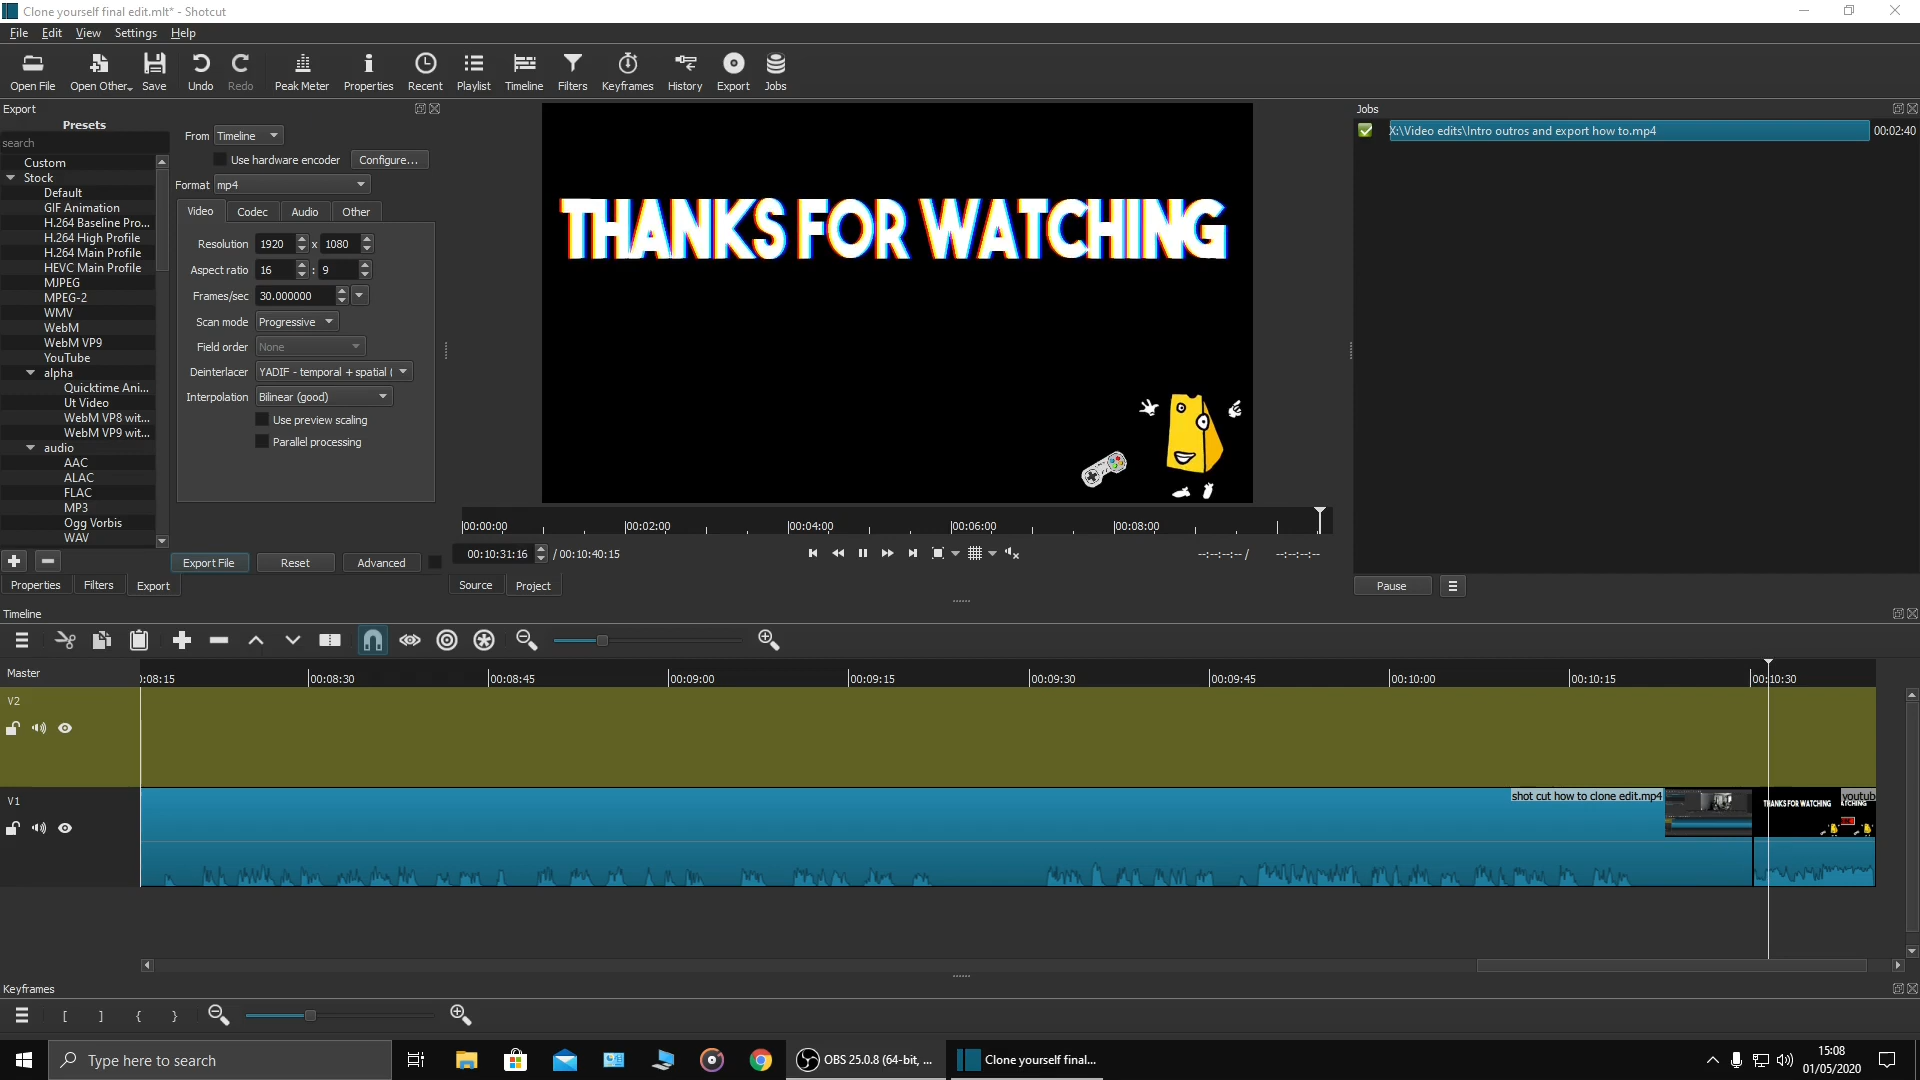 Clone yourself final edit.mlt* - Shotcut
File Edit View Settings Help
Open File Open Other.. Save Undo Redo Peak Meter Properties Recent Playlist Timeline Filters Keyframes History Export Jobs
Export
Presets
search
Custom
Stock
Default
GIF Animation
H.264 Baseline Pro...
H.264 High Profile
H.264 Main Profile
HEVC Main Profile
MJPEG
MPEG-2
WMV
WebM
WebM VP9
YouTube
alpha
Quicktime Ani...
Ut Video
WebM VP8 wit...
WebM VP9 wit...
audio
AAC
ALAC
FLAC
MP3
Ogg Vorbis
WAV
From Timeline
Use hardware encoder Configure...
Format mp4
Video Codec Audio Other
Resolution 1920 x 1080
Aspect ratio 16 : 9
Frames/sec 30.000000
Scan mode Progressive
Field order None
Deinterlacer YADIF - temporal + spatial (
Interpolation Bilinear (good)
Use preview scaling
Parallel processing
Export File Reset Advanced
Properties Filters Export
THANKS FOR WATCHING
00:00:00 00:02:00 00:04:00 00:06:00 00:08:00
00:10:31:16 / 00:10:40:15 --:--:--:-- / --:--:--:--
Source Project
Jobs
X:\Video edits\Intro outros and export how to.mp4 00:02:40
Pause
Timeline
Master
:08:15 00:08:30 00:08:45 00:09:00 00:09:15 00:09:30 00:09:45 00:10:00 00:10:15 00:10:30
V2
V1
shot cut how to clone edit.mp4
THANKS FOR WATCHING
youtub
Keyframes
[ ] { }
Type here to search
OBS 25.0.8 (64-bit, ...
Clone yourself final...
15:08
01/05/2020